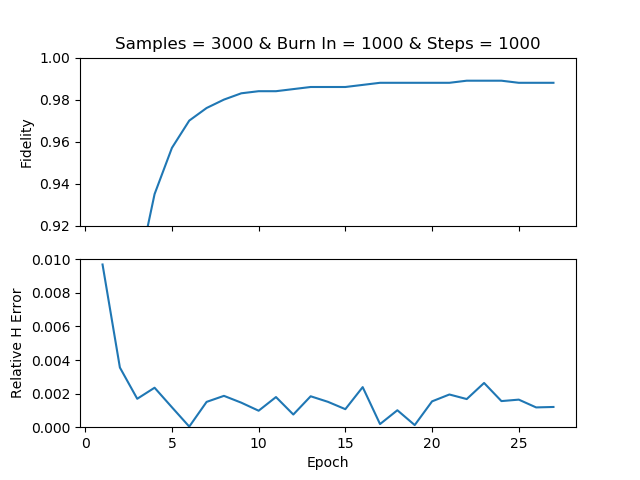 Samples = 3000 & Burn In = 1000 & Steps = 1000
1.00
0.98
0.96
0.94
0.92
Fidelity
0.010
0.008
0.006
0.004
0.002
0.000
Relative H Error
0 5 10 15 20 25
Epoch